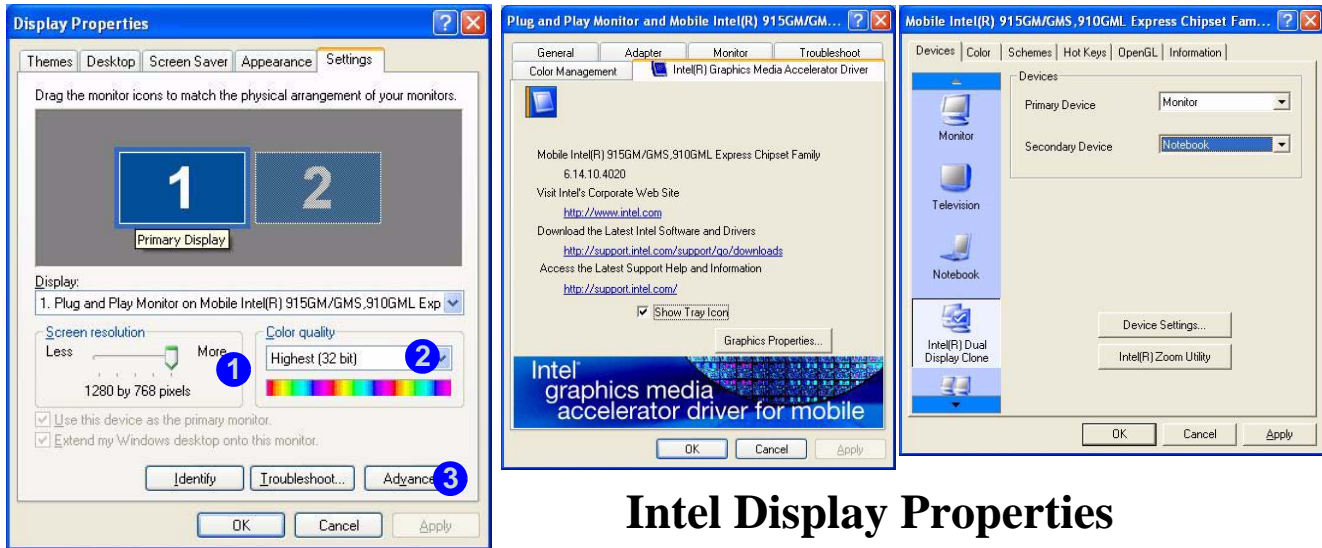 Display Properties
Themes Desktop Screen Saver Appearance Settings
Drag the monitor icons to match the physical arrangement of your monitors.
1 2
Primary Display
Display:
1. Plug and Play Monitor on Mobile Intel(R) 915GM/GMS,910GML Exp
Screen resolution
Less More
1
1280 by 768 pixels
Color quality
Highest (32 bit)
2
Use this device as the primary monitor.
Extend my Windows desktop onto this monitor.
Identify Troubleshoot... Advance
3
OK Cancel Apply
Plug and Play Monitor and Mobile Intel(R) 915GM/GM...
General Adapter Monitor Troubleshoot
Color Management Intel(R) Graphics Media Accelerator Driver
Mobile Intel(R) 915GM/GMS,910GML Express Chipset Family
6.14.10.4020
Visit Intel's Corporate Web Site
http://www.intel.com
Download the Latest Intel Software and Drivers
http://support.intel.com/support/go/downloads
Access the Latest Support Help and Information
http://support.intel.com/
Show Tray Icon
Graphics Properties...
Intel®
graphics media
accelerator driver for mobile
OK Cancel Apply
Mobile Intel(R) 915GM/GMS,910GML Express Chipset Fam...
Devices Color Schemes Hot Keys OpenGL Information
Monitor
Television
Notebook
Intel(R) Dual
Display Clone
Devices
Primary Device Monitor
Secondary Device Notebook
Device Settings...
Intel(R) Zoom Utility
OK Cancel Apply
Intel Display Properties